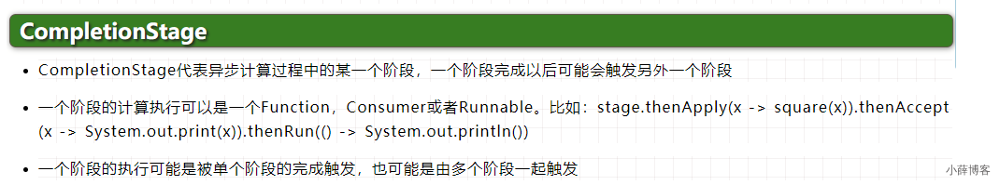 CompletionStage
CompletionStage代表异步计算过程中的某一个阶段，一个阶段完成以后可能会触发另外一个阶段
一个阶段的计算执行可以是一个Function，Consumer或者Runnable。比如：stage.thenApply(x -> square(x)).thenAccept
(x -> System.out.print(x)).thenRun(() -> System.out.println())
一个阶段的执行可能是被单个阶段的完成触发，也可能是由多个阶段一起触发
小薛博客